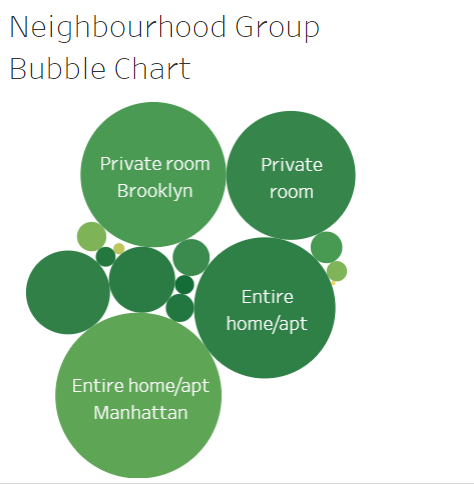 Neighbourhood Group
Bubble Chart
Private room
Brooklyn
Private
room
Entire
home/apt
Entire home/apt
Manhattan